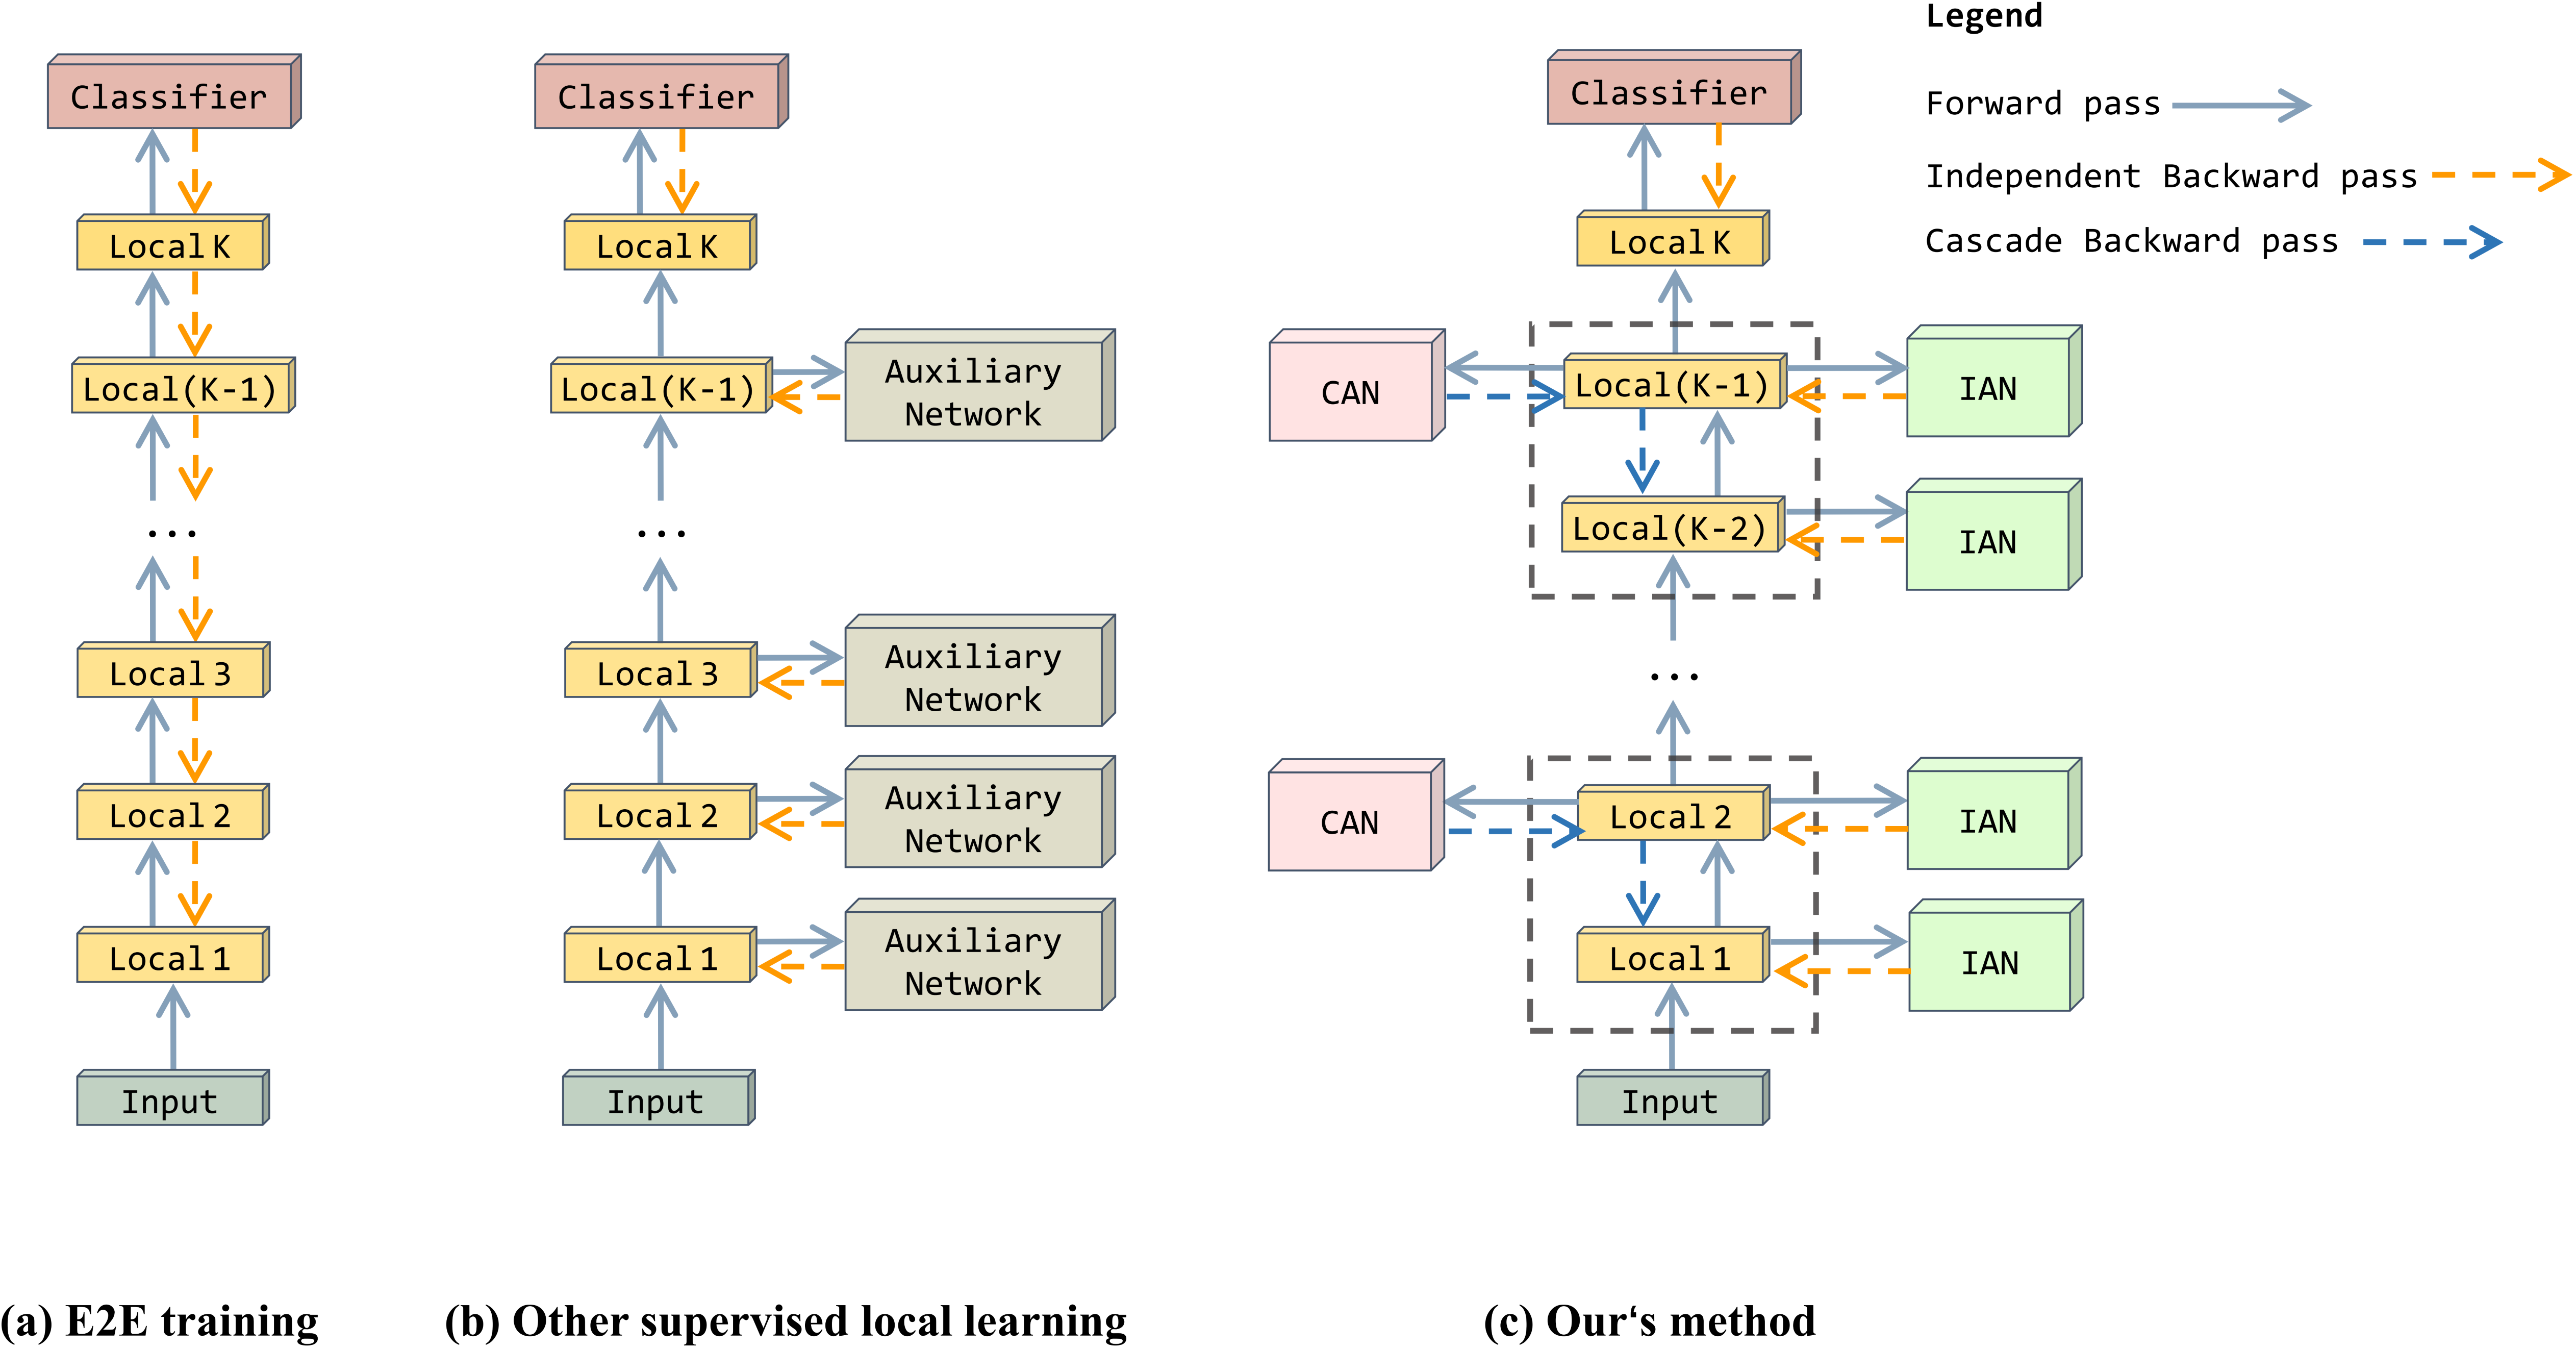 Legend
Forward pass
Independent Backward pass
Cascade Backward pass
Classifier
Local K
Local(K-1)
...
Local 3
Local 2
Local 1
Input
(a) E2E training
Classifier
Local K
Local(K-1)
Auxiliary
Network
...
Local 3
Auxiliary
Network
Local 2
Auxiliary
Network
Local 1
Auxiliary
Network
Input
(b) Other supervised local learning
Classifier
Local K
CAN
Local(K-1)
IAN
Local(K-2)
IAN
...
CAN
Local 2
IAN
Local 1
IAN
Input
(c) Our‘s method